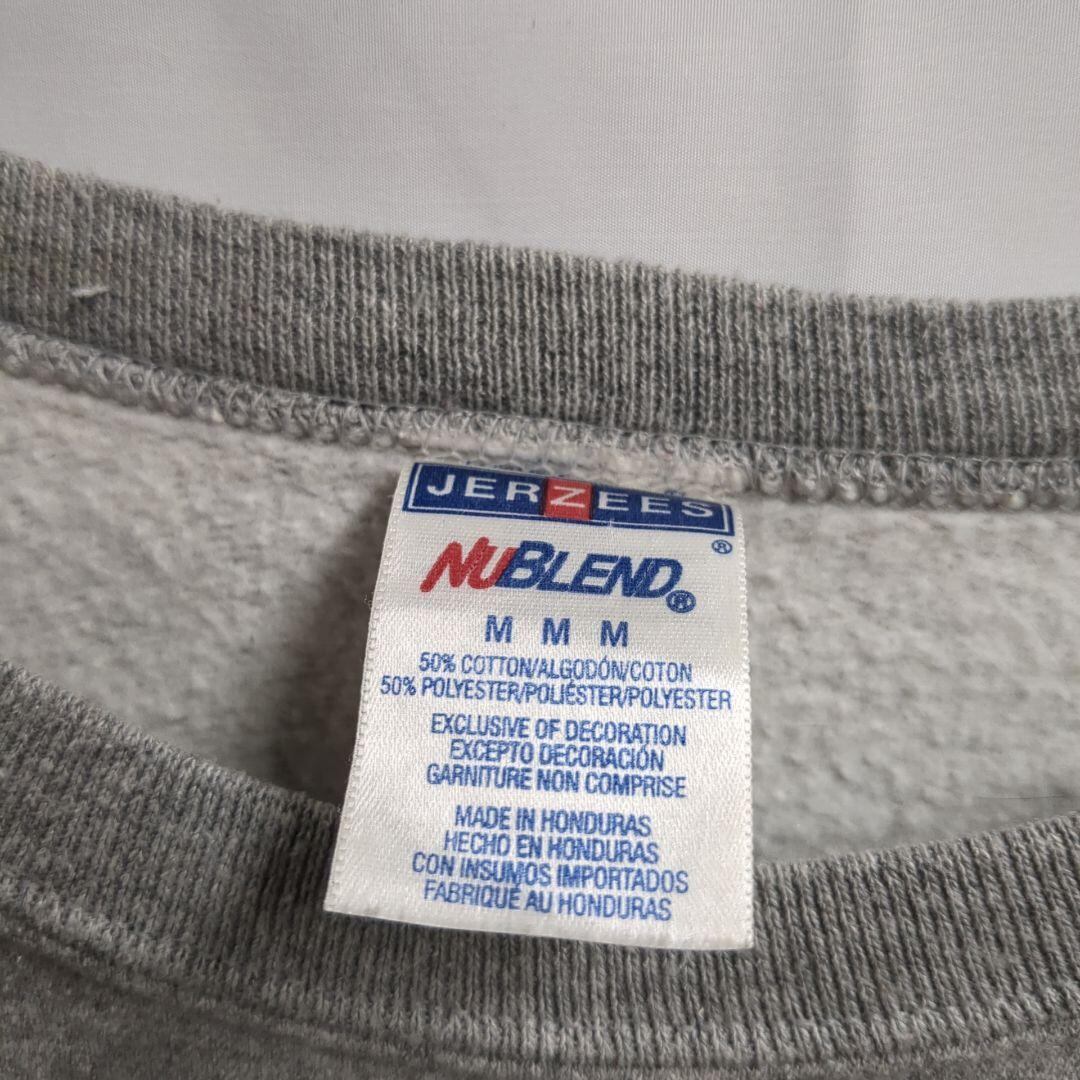 JERZEES
®
NUBLEND®
M M M
50% COTTON/ALGODÓN/COTON
50% POLYESTER/POLIÉSTER/POLYESTER
EXCLUSIVE OF DECORATION
EXCEPTO DECORACIÓN
GARNITURE NON COMPRISE
MADE IN HONDURAS
HECHO EN HONDURAS
CON INSUMOS IMPORTADOS
FABRIQUÉ AU HONDURAS